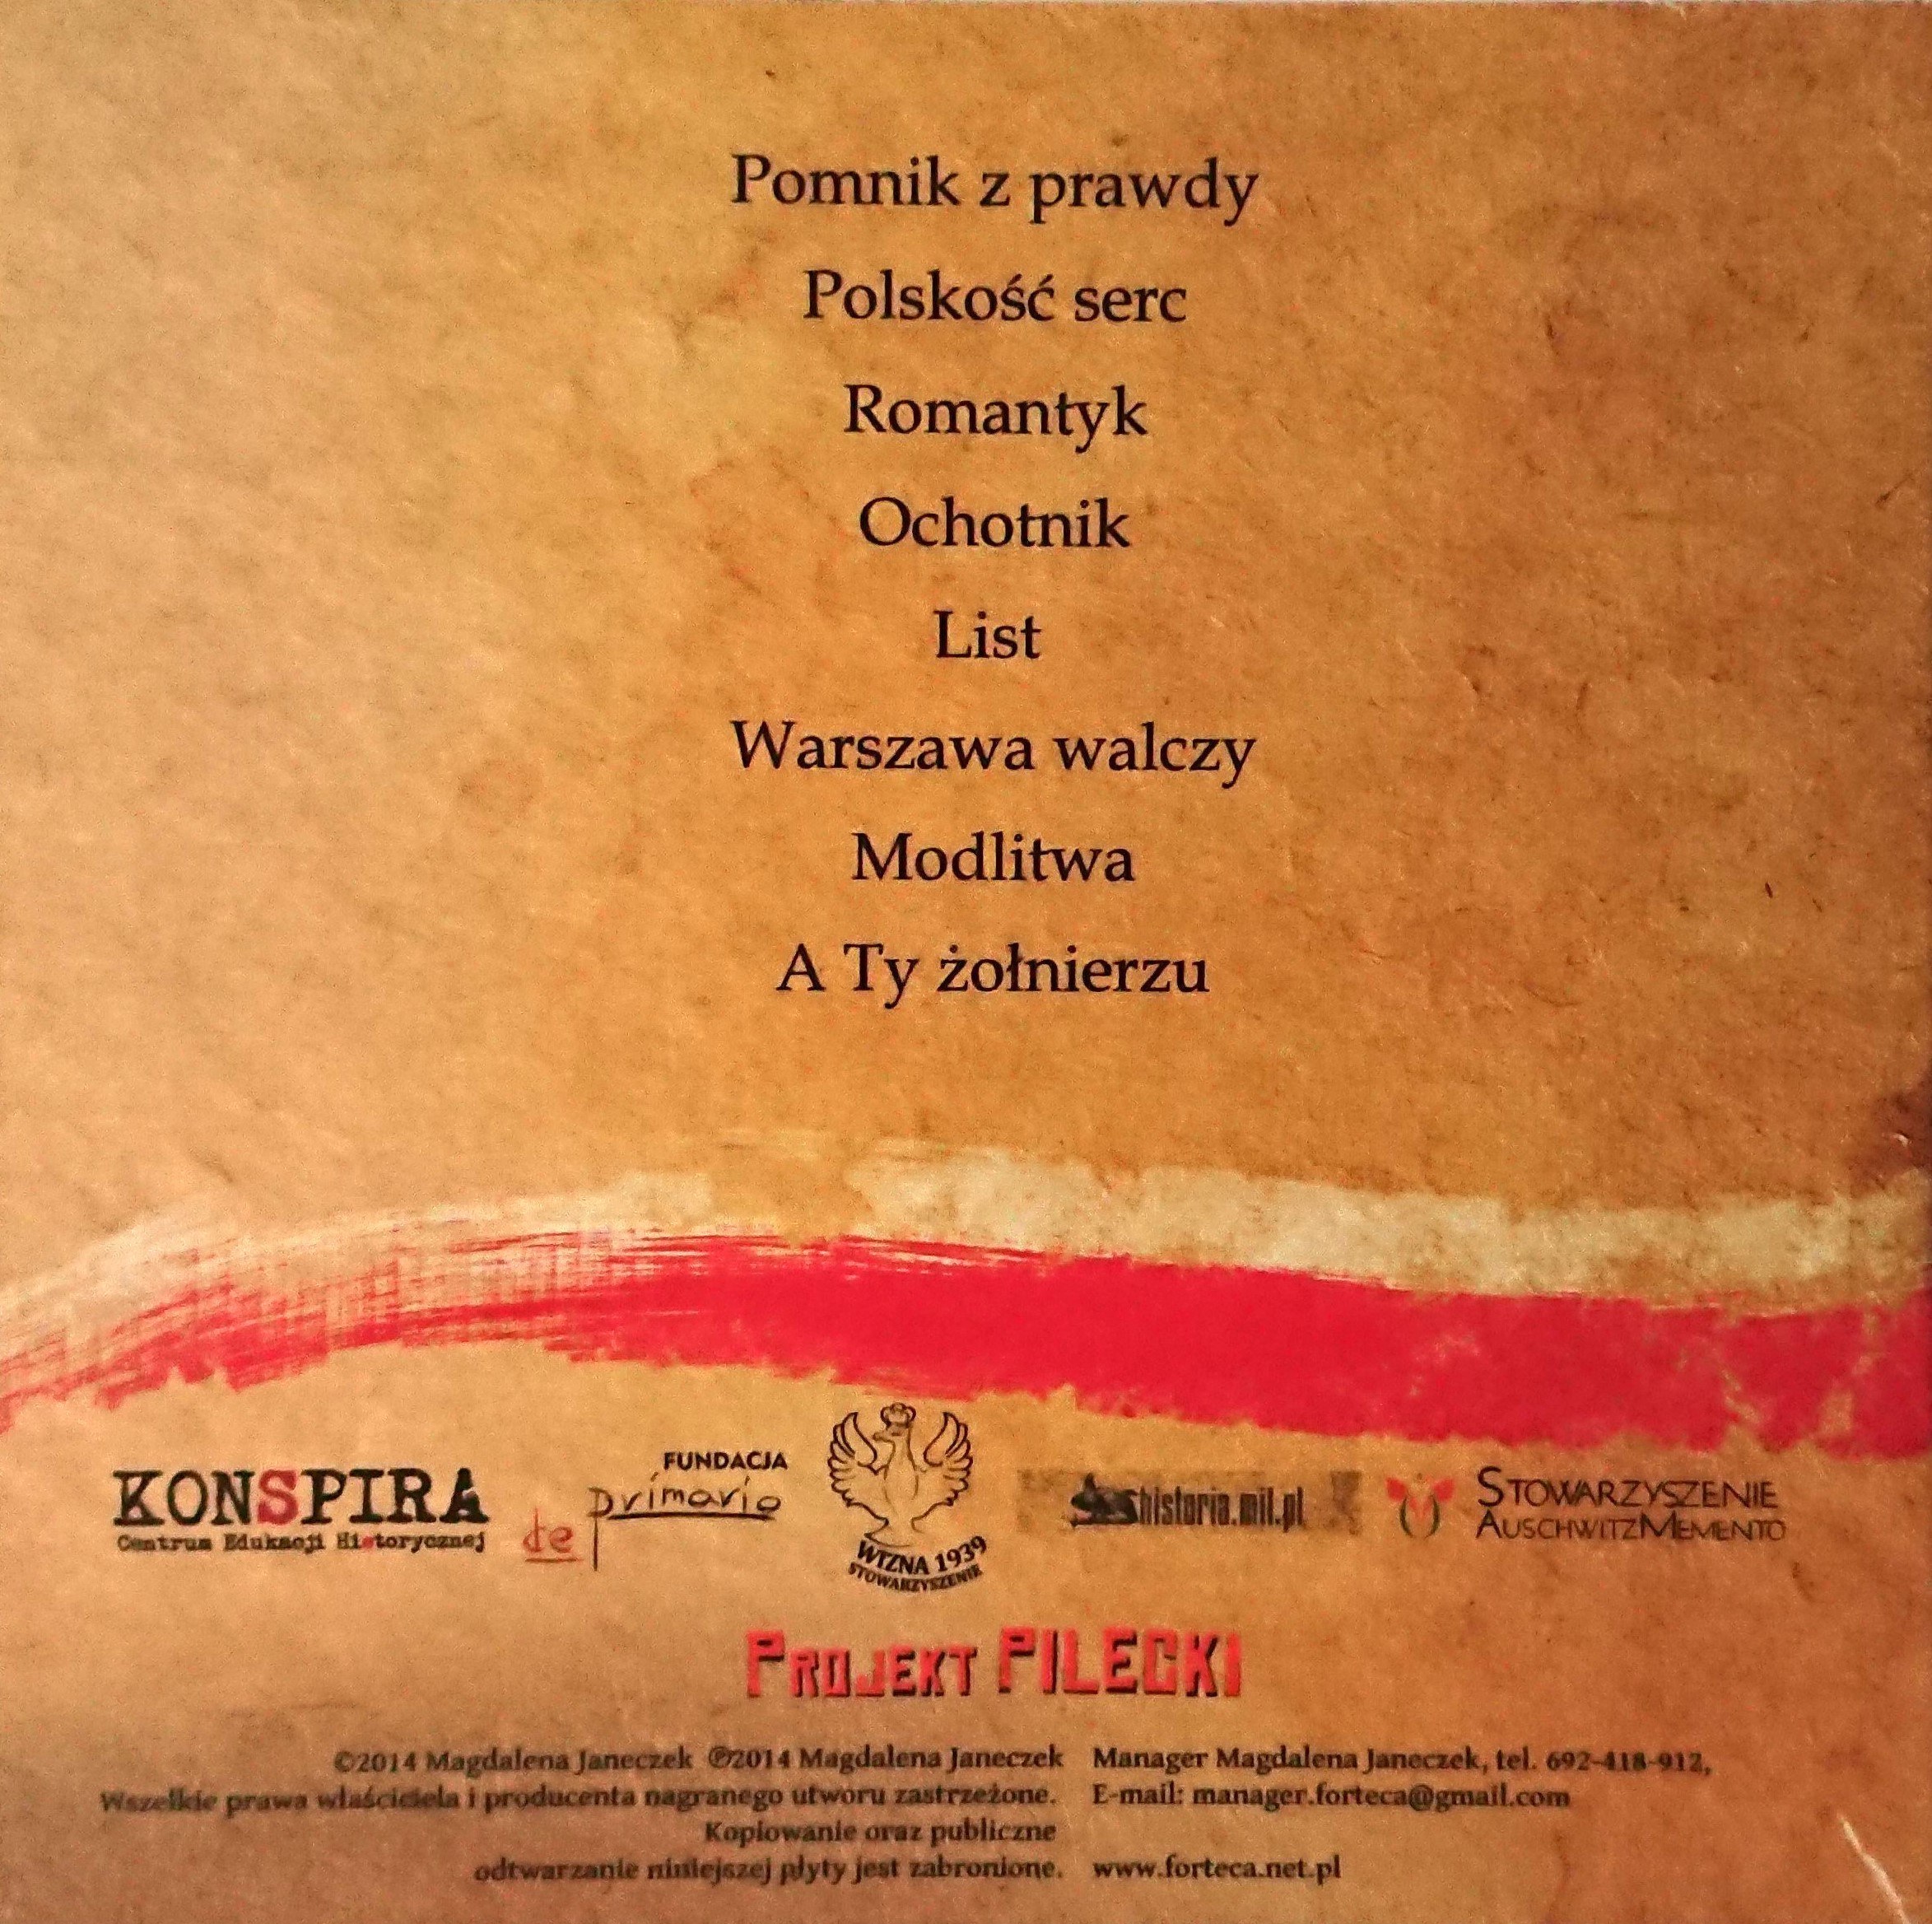 Pomnik z prawdy
Polskość serc
Romantyk
Ochotnik
List
Warszawa walczy
Modlitwa
A Ty żołnierzu
KONSPIRA
Centrum Edukacji Historycznej
FUNDACJA
de primario
WIZNA 1939
STOWARZYSZENIE
historia.mil.pl
STOWARZYSZENIE
AUSCHWITZMEMENTO
PROJEKT PILECKI
©2014 Magdalena Janeczek ℗2014 Magdalena Janeczek
Wszelkie prawa właściciela i producenta nagranego utworu zastrzeżone.
Kopiowanie oraz publiczne
odtwarzanie niniejszej płyty jest zabronione.
Manager Magdalena Janeczek, tel. 692-418-912,
E-mail: manager.forteca@gmail.com
www.forteca.net.pl